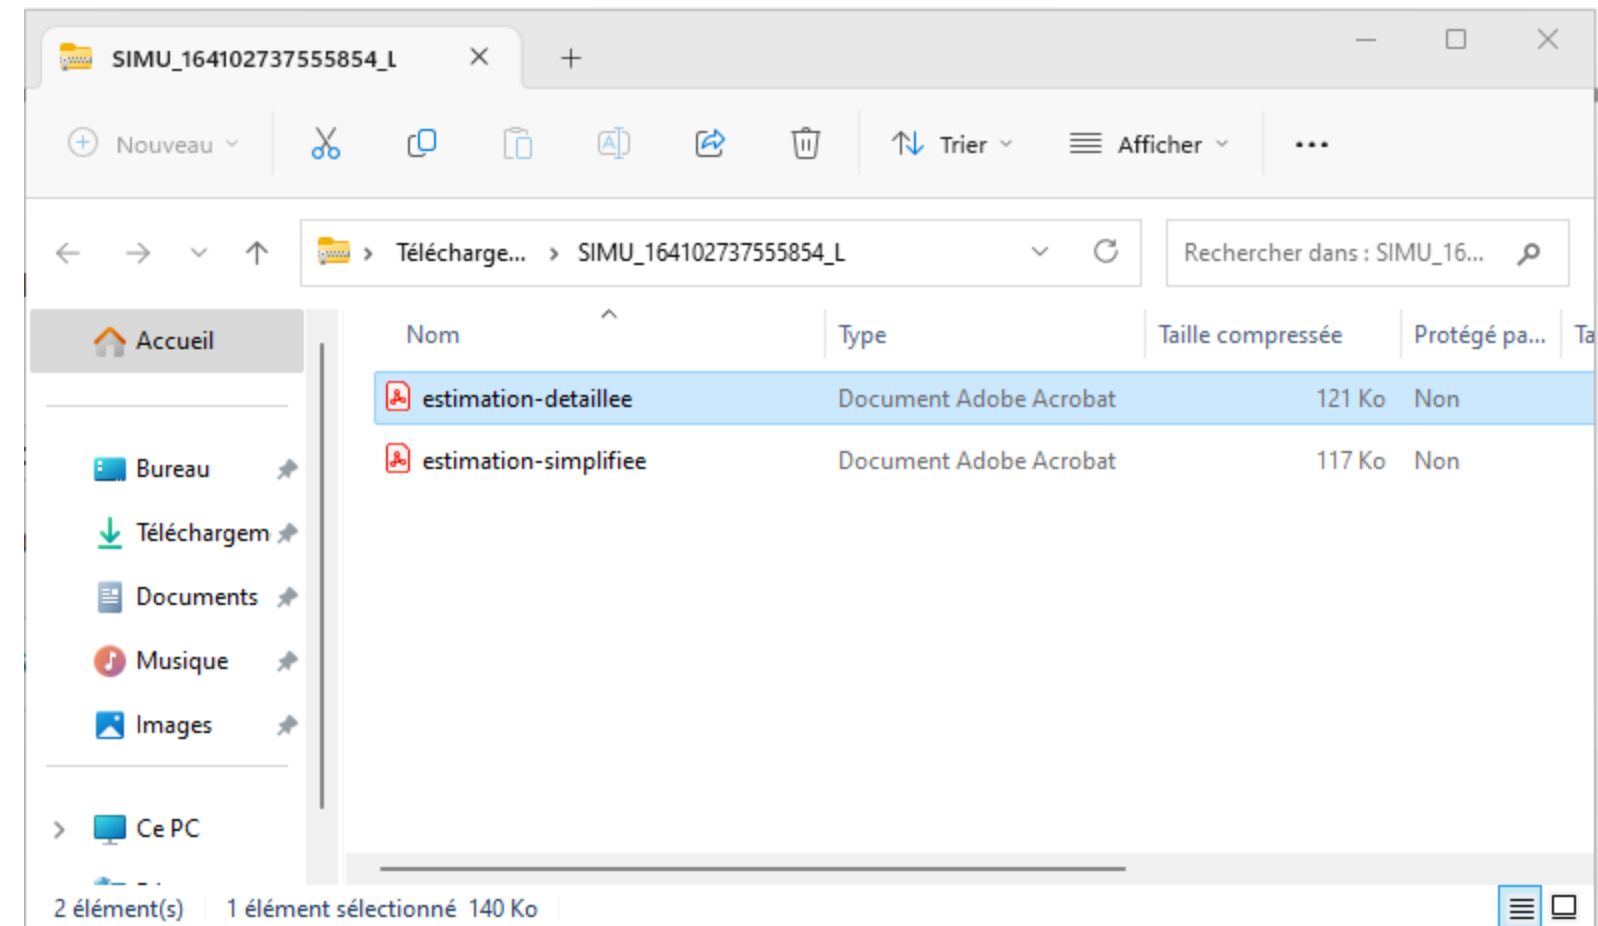 SIMU_164102737555854_L
Nouveau
Trier
Afficher
Télécharge... > SIMU_164102737555854_L
Rechercher dans : SIMU_16...
Accueil
Nom Type Taille compressée Protégé pa... Ta
estimation-detaillee Document Adobe Acrobat 121 Ko Non
estimation-simplifiee Document Adobe Acrobat 117 Ko Non
Bureau
Téléchargem
Documents
Musique
Images
Ce PC
2 élément(s) 1 élément sélectionné 140 Ko